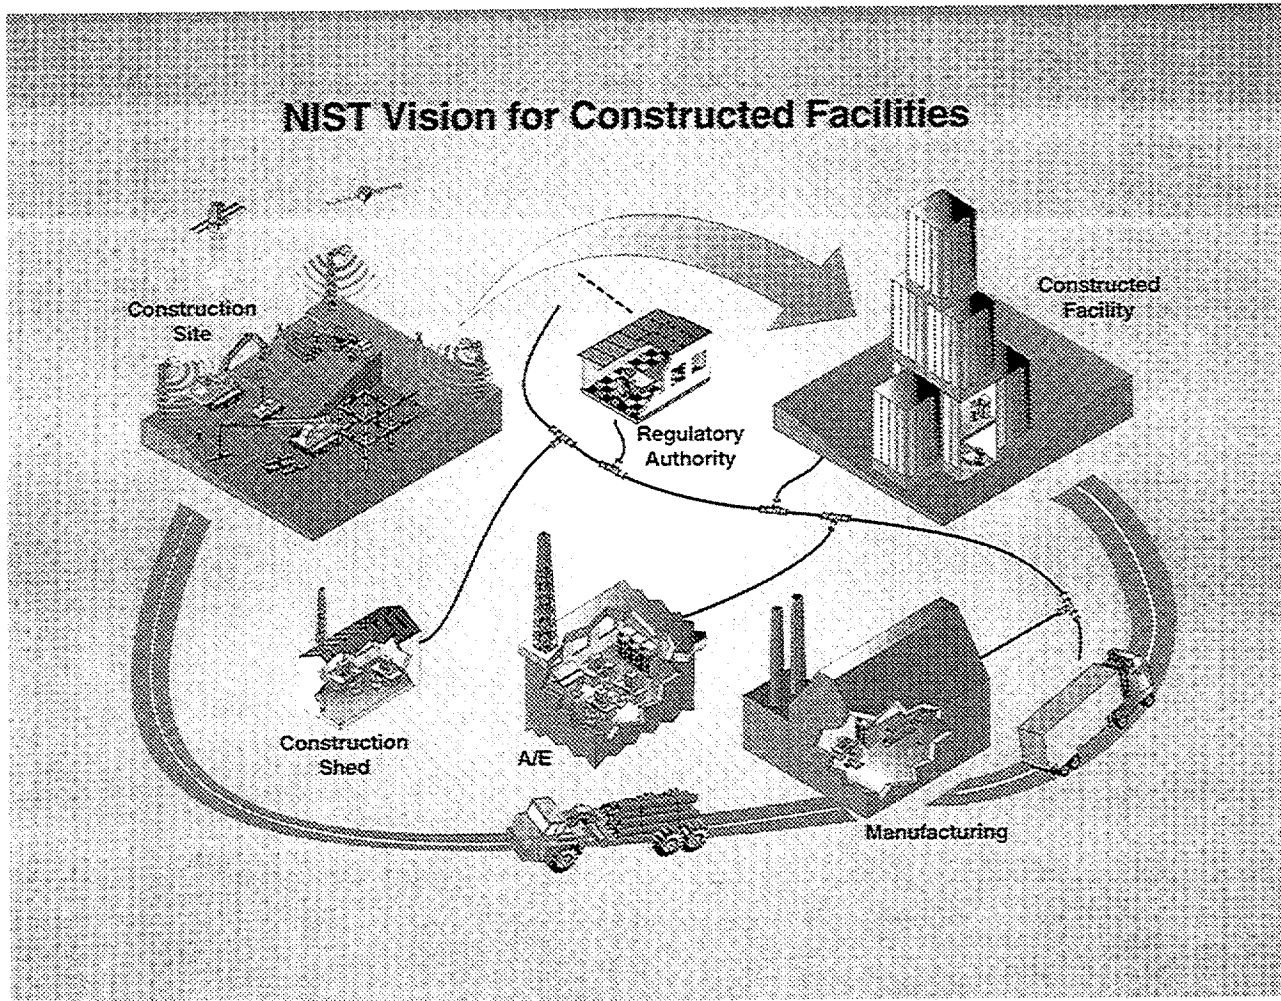 NIST Vision for Constructed Facilities
Construction
Site
Constructed
Facility
Regulatory
Authority
Construction
Shed
A/E
Manufacturing